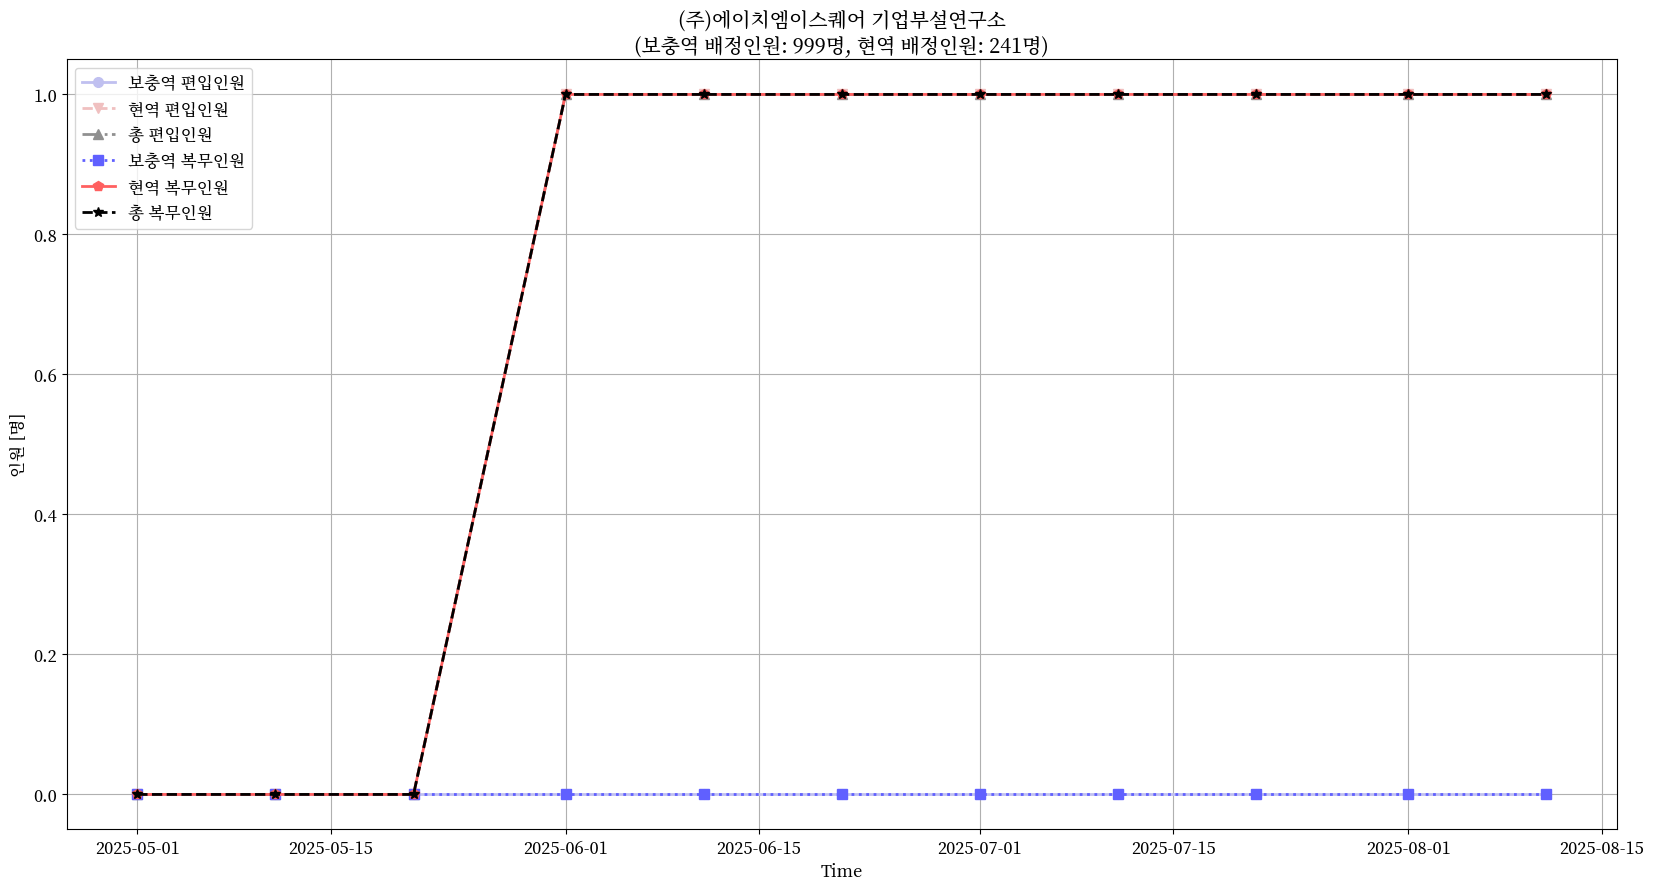 (주)에이치엠이스퀘어 기업부설연구소
(보충역 배정인원: 999명, 현역 배정인원: 241명)
보충역 편입인원
현역 편입인원
총 편입인원
보충역 복무인원
현역 복무인원
총 복무인원
1.0
0.8
0.6
0.4
0.2
0.0
인원 [명]
2025-05-01
2025-05-15
2025-06-01
2025-06-15
2025-07-01
2025-07-15
2025-08-01
2025-08-15
Time